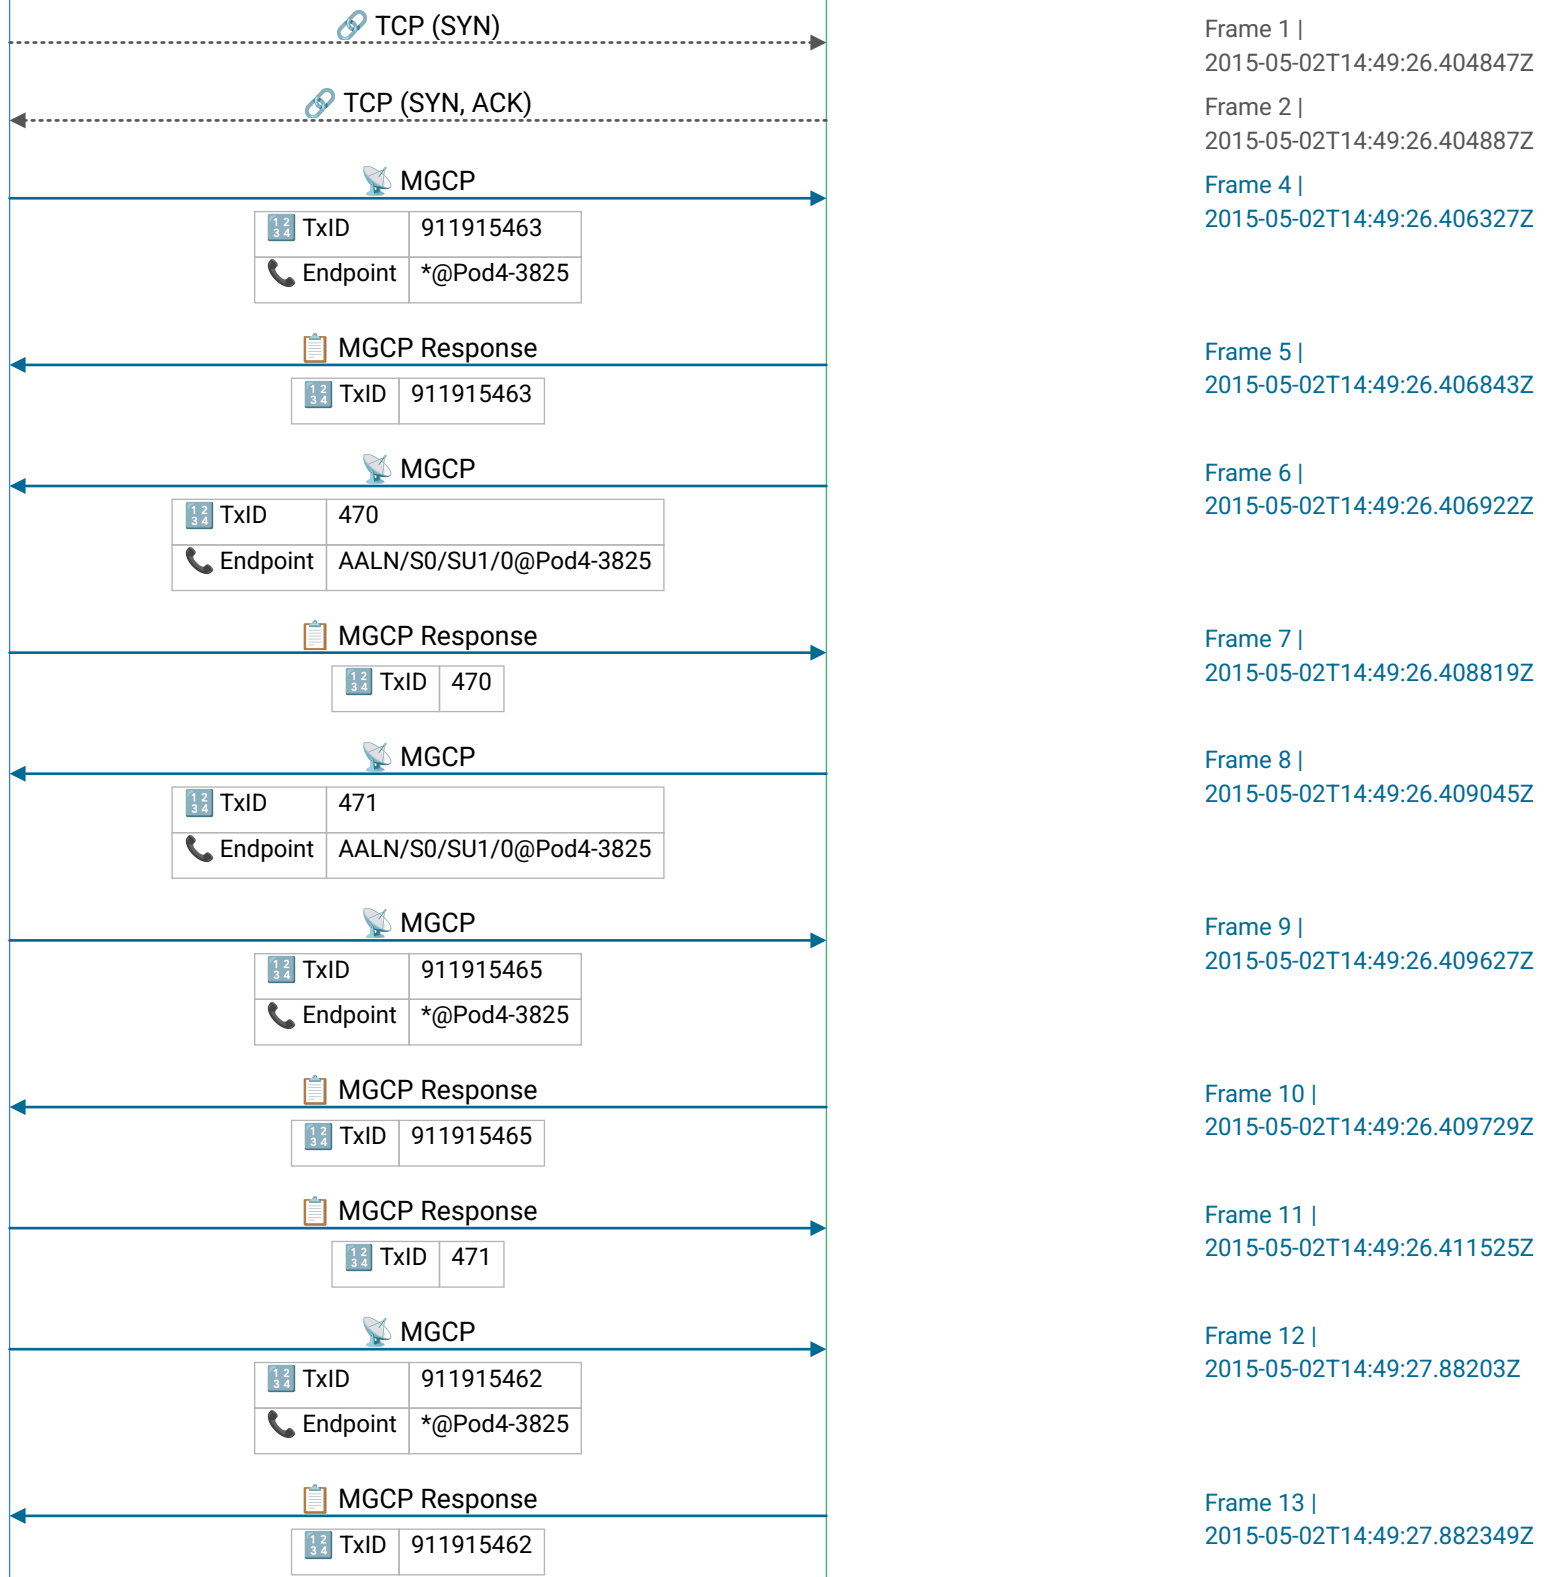 TCP (SYN)
Frame 1 |
2015-05-02T14:49:26.404847Z
TCP (SYN, ACK)
Frame 2 |
2015-05-02T14:49:26.404887Z
MGCP
Frame 4 |
2015-05-02T14:49:26.406327Z
TxID 911915463
Endpoint *@Pod4-3825
MGCP Response
Frame 5 |
2015-05-02T14:49:26.406843Z
TxID 911915463
MGCP
Frame 6 |
2015-05-02T14:49:26.406922Z
TxID 470
Endpoint AALN/S0/SU1/0@Pod4-3825
MGCP Response
Frame 7 |
2015-05-02T14:49:26.408819Z
TxID 470
MGCP
Frame 8 |
2015-05-02T14:49:26.409045Z
TxID 471
Endpoint AALN/S0/SU1/0@Pod4-3825
MGCP
Frame 9 |
2015-05-02T14:49:26.409627Z
TxID 911915465
Endpoint *@Pod4-3825
MGCP Response
Frame 10 |
2015-05-02T14:49:26.409729Z
TxID 911915465
MGCP Response
Frame 11 |
2015-05-02T14:49:26.411525Z
TxID 471
MGCP
Frame 12 |
2015-05-02T14:49:27.88203Z
TxID 911915462
Endpoint *@Pod4-3825
MGCP Response
Frame 13 |
2015-05-02T14:49:27.882349Z
TxID 911915462